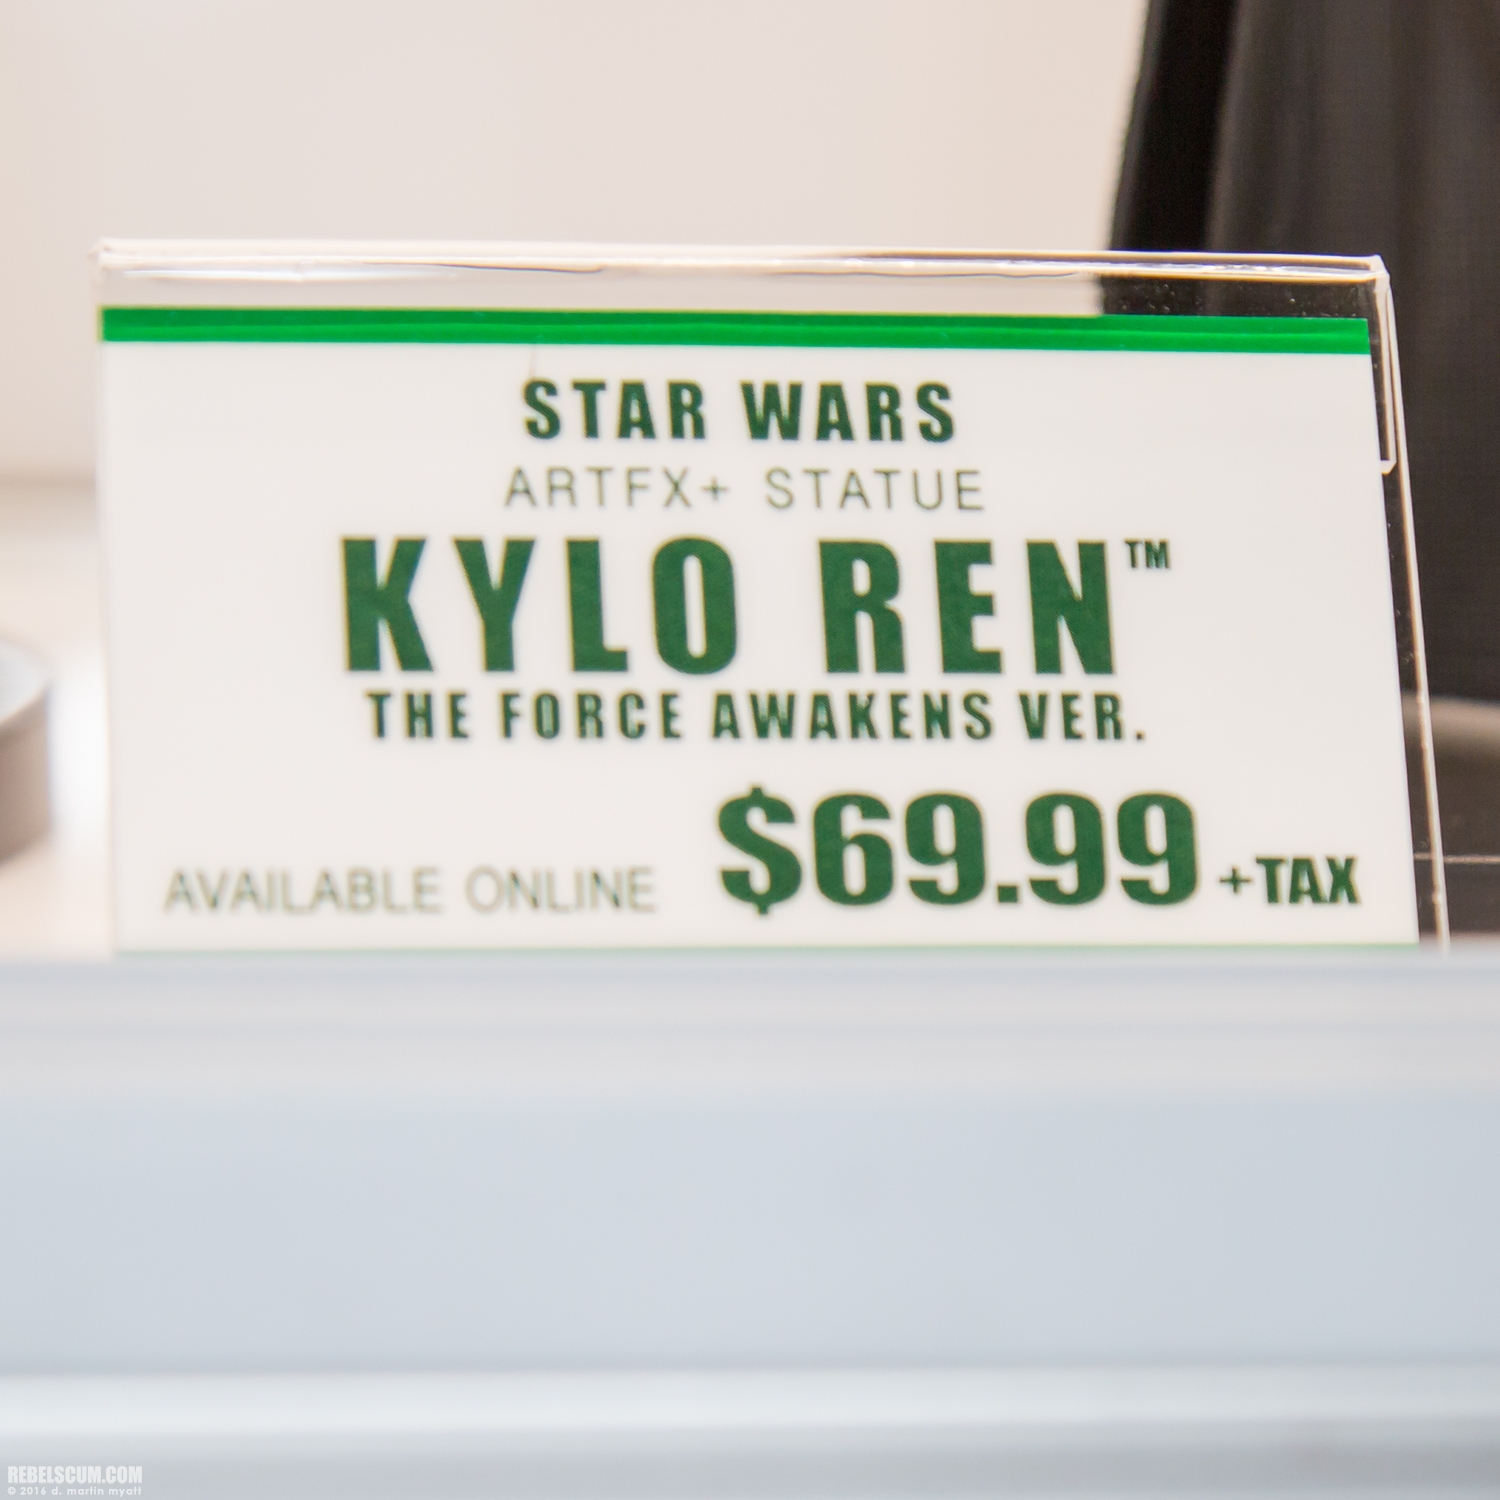 STAR WARS
ARTFX+ STATUE
KYLO REN™
THE FORCE AWAKENS VER.
AVAILABLE ONLINE $69.99 +TAX
REBELSCUM.COM
© 2016 d. martin myatt